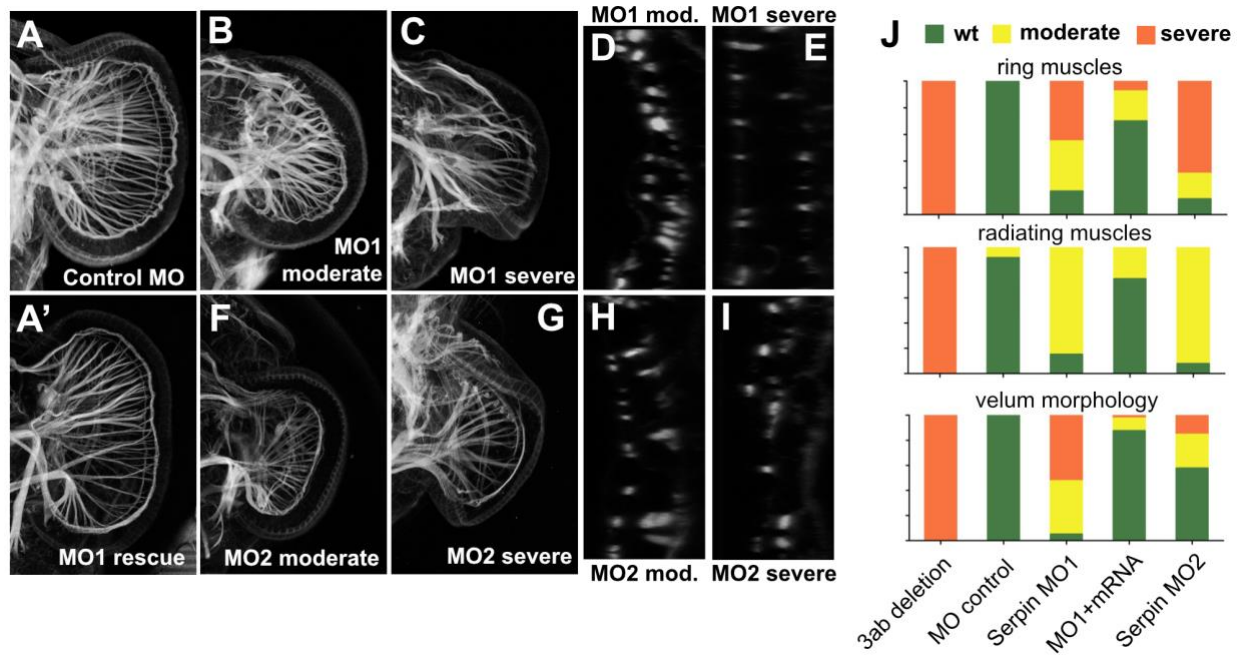 A
Control MO
B
MO1
moderate
C
MO1 severe
MO1 mod.
D
MO1 severe
E
A’
MO1 rescue
F
MO2 moderate
G
MO2 severe
H
MO2 mod.
I
MO2 severe
J
wt moderate severe
ring muscles
radiating muscles
velum morphology
3ab deletion
MO control
Serpin MO1
MO1+mRNA
Serpin MO2